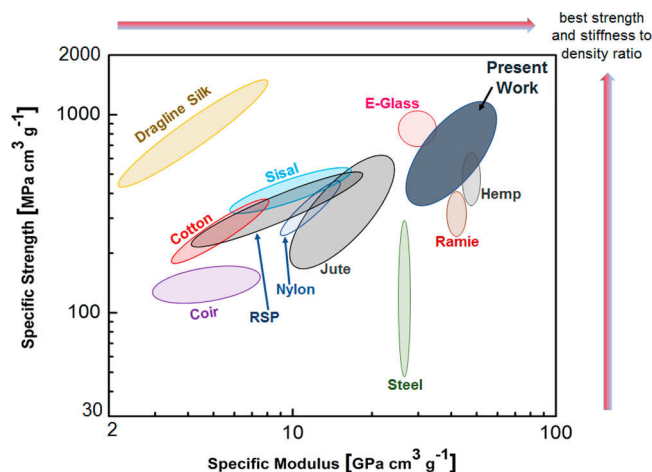 best strength
and stiffness to
density ratio
2000
1000
100
30
Specific Strength [MPa cm3 g-1]
Dragline Silk
E-Glass
Present
Work
Sisal
Hemp
Cotton
Ramie
Jute
Nylon
Coir
RSP
Steel
2
10
100
Specific Modulus [GPa cm3 g-1]